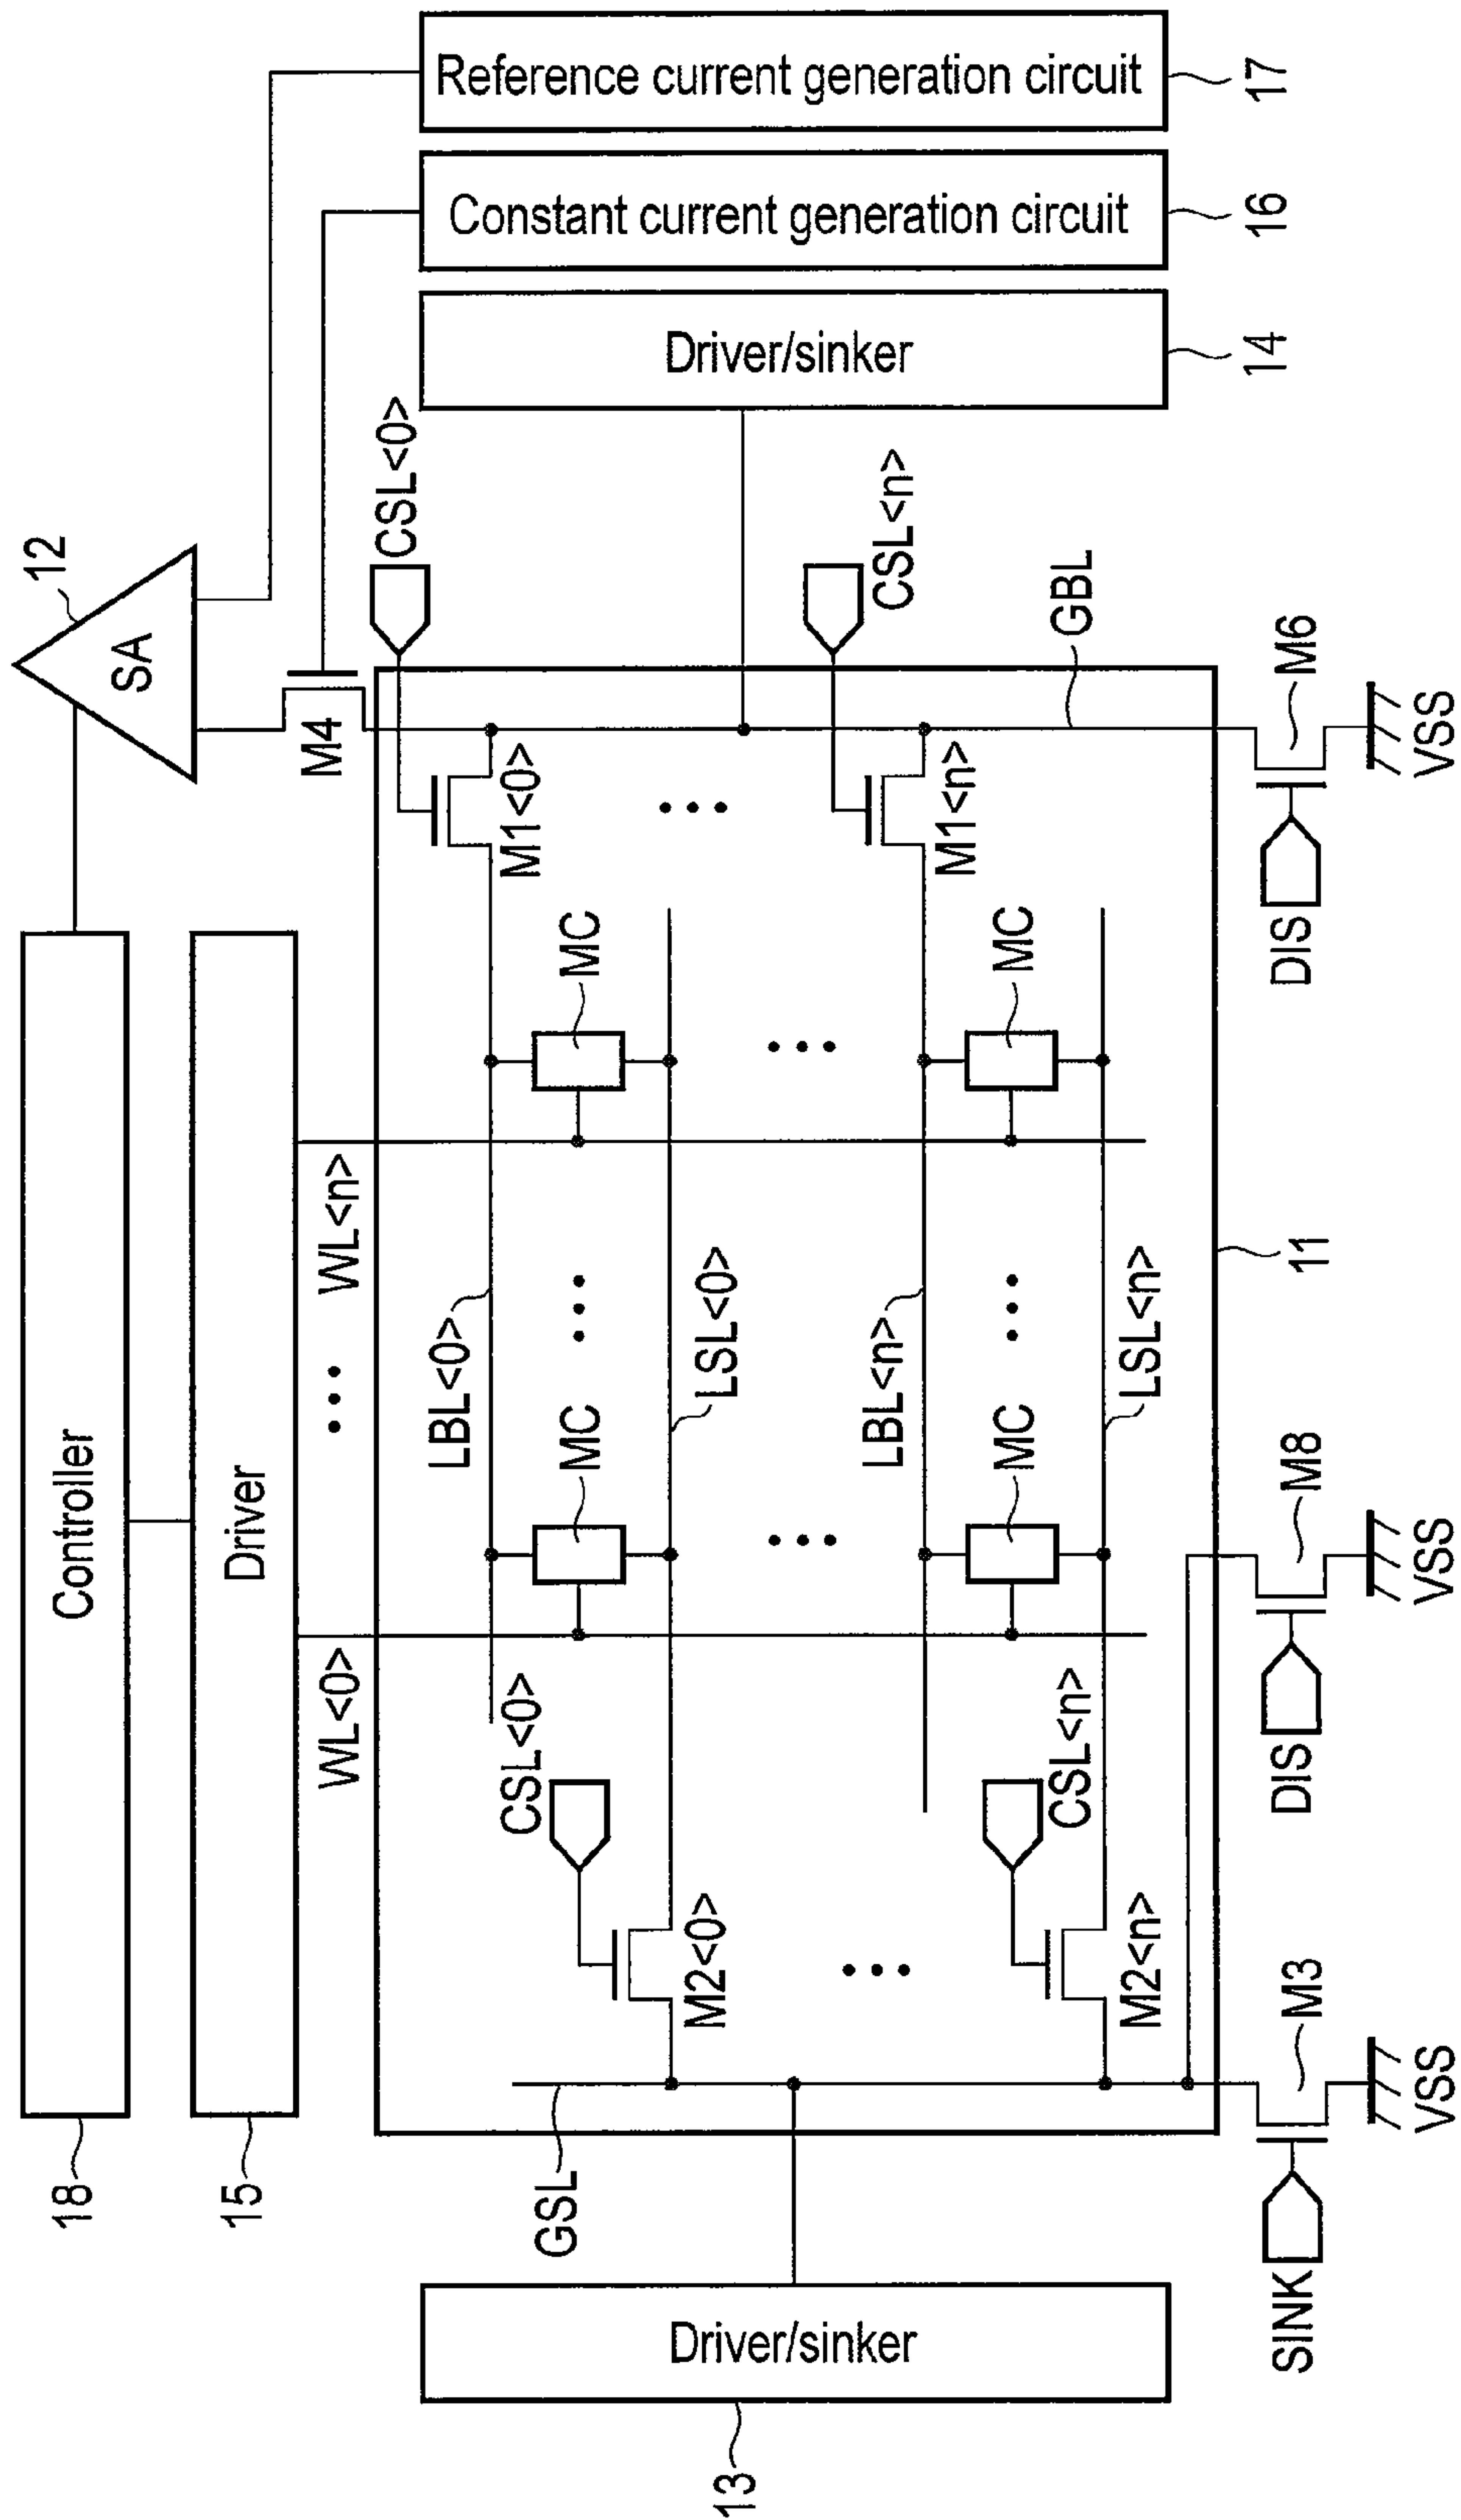 Reference current generation circuit
17
Constant current generation circuit
16
Driver/sinker
14
12
SA
CSL<0>
CSL<n>
GBL
M4
M1<0>
M1<n>
M6
DIS
VSS
MC
MC
Controller
Driver
WL<n>
LBL<0>
LSL<0>
LBL<n>
LSL<n>
11
MC
MC
M8
DIS
VSS
WL<0>
CSL<0>
CSL<n>
M2<0>
M2<n>
M3
SINK
VSS
18
15
GSL
Driver/sinker
13